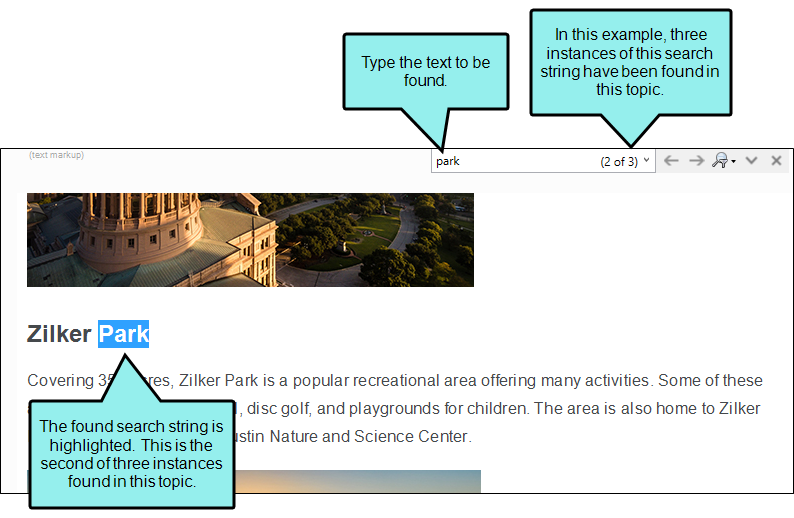 In this example, three
instances of this search
string have been found in
this topic.
Type the text to be
found.
(text markup)
park (2 of 3)
Zilker Park
Covering 35 res, Zilker Park is a popular recreational area offering many activities. Some of these
, disc golf, and playgrounds for children. The area is also home to Zilker
ustin Nature and Science Center.
The found search string is
highlighted. This is the
second of three instances
found in this topic.